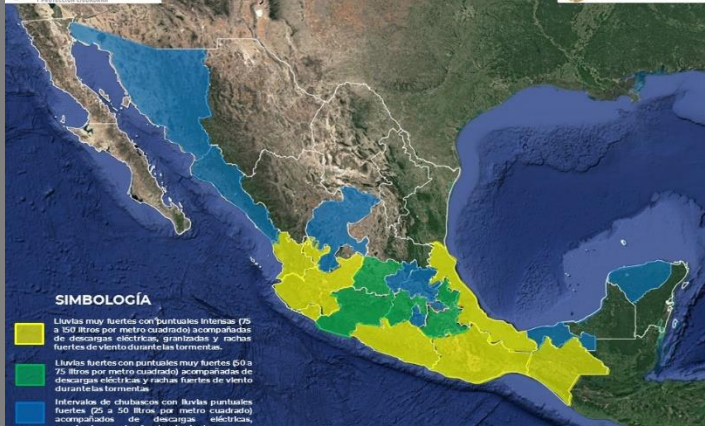 Y PROTECCIÓN CIUDADANA
SIMBOLOGÍA
Lluvias muy fuertes con puntuales intensas (75
a 150 litros por metro cuadrado) acompañadas
de descargas eléctricas, granizadas y rachas
fuertes de viento durante las tormentas.
Lluvias fuertes con puntuales muy fuertes (50 a
75 litros por metro cuadrado) acompañadas de
descargas eléctricas y rachas fuertes de viento
durante las tormentas
Intervalos de chubascos con lluvias puntuales
fuertes (25 a 50 litros por metro cuadrado)
acompañados de descargas eléctricas,